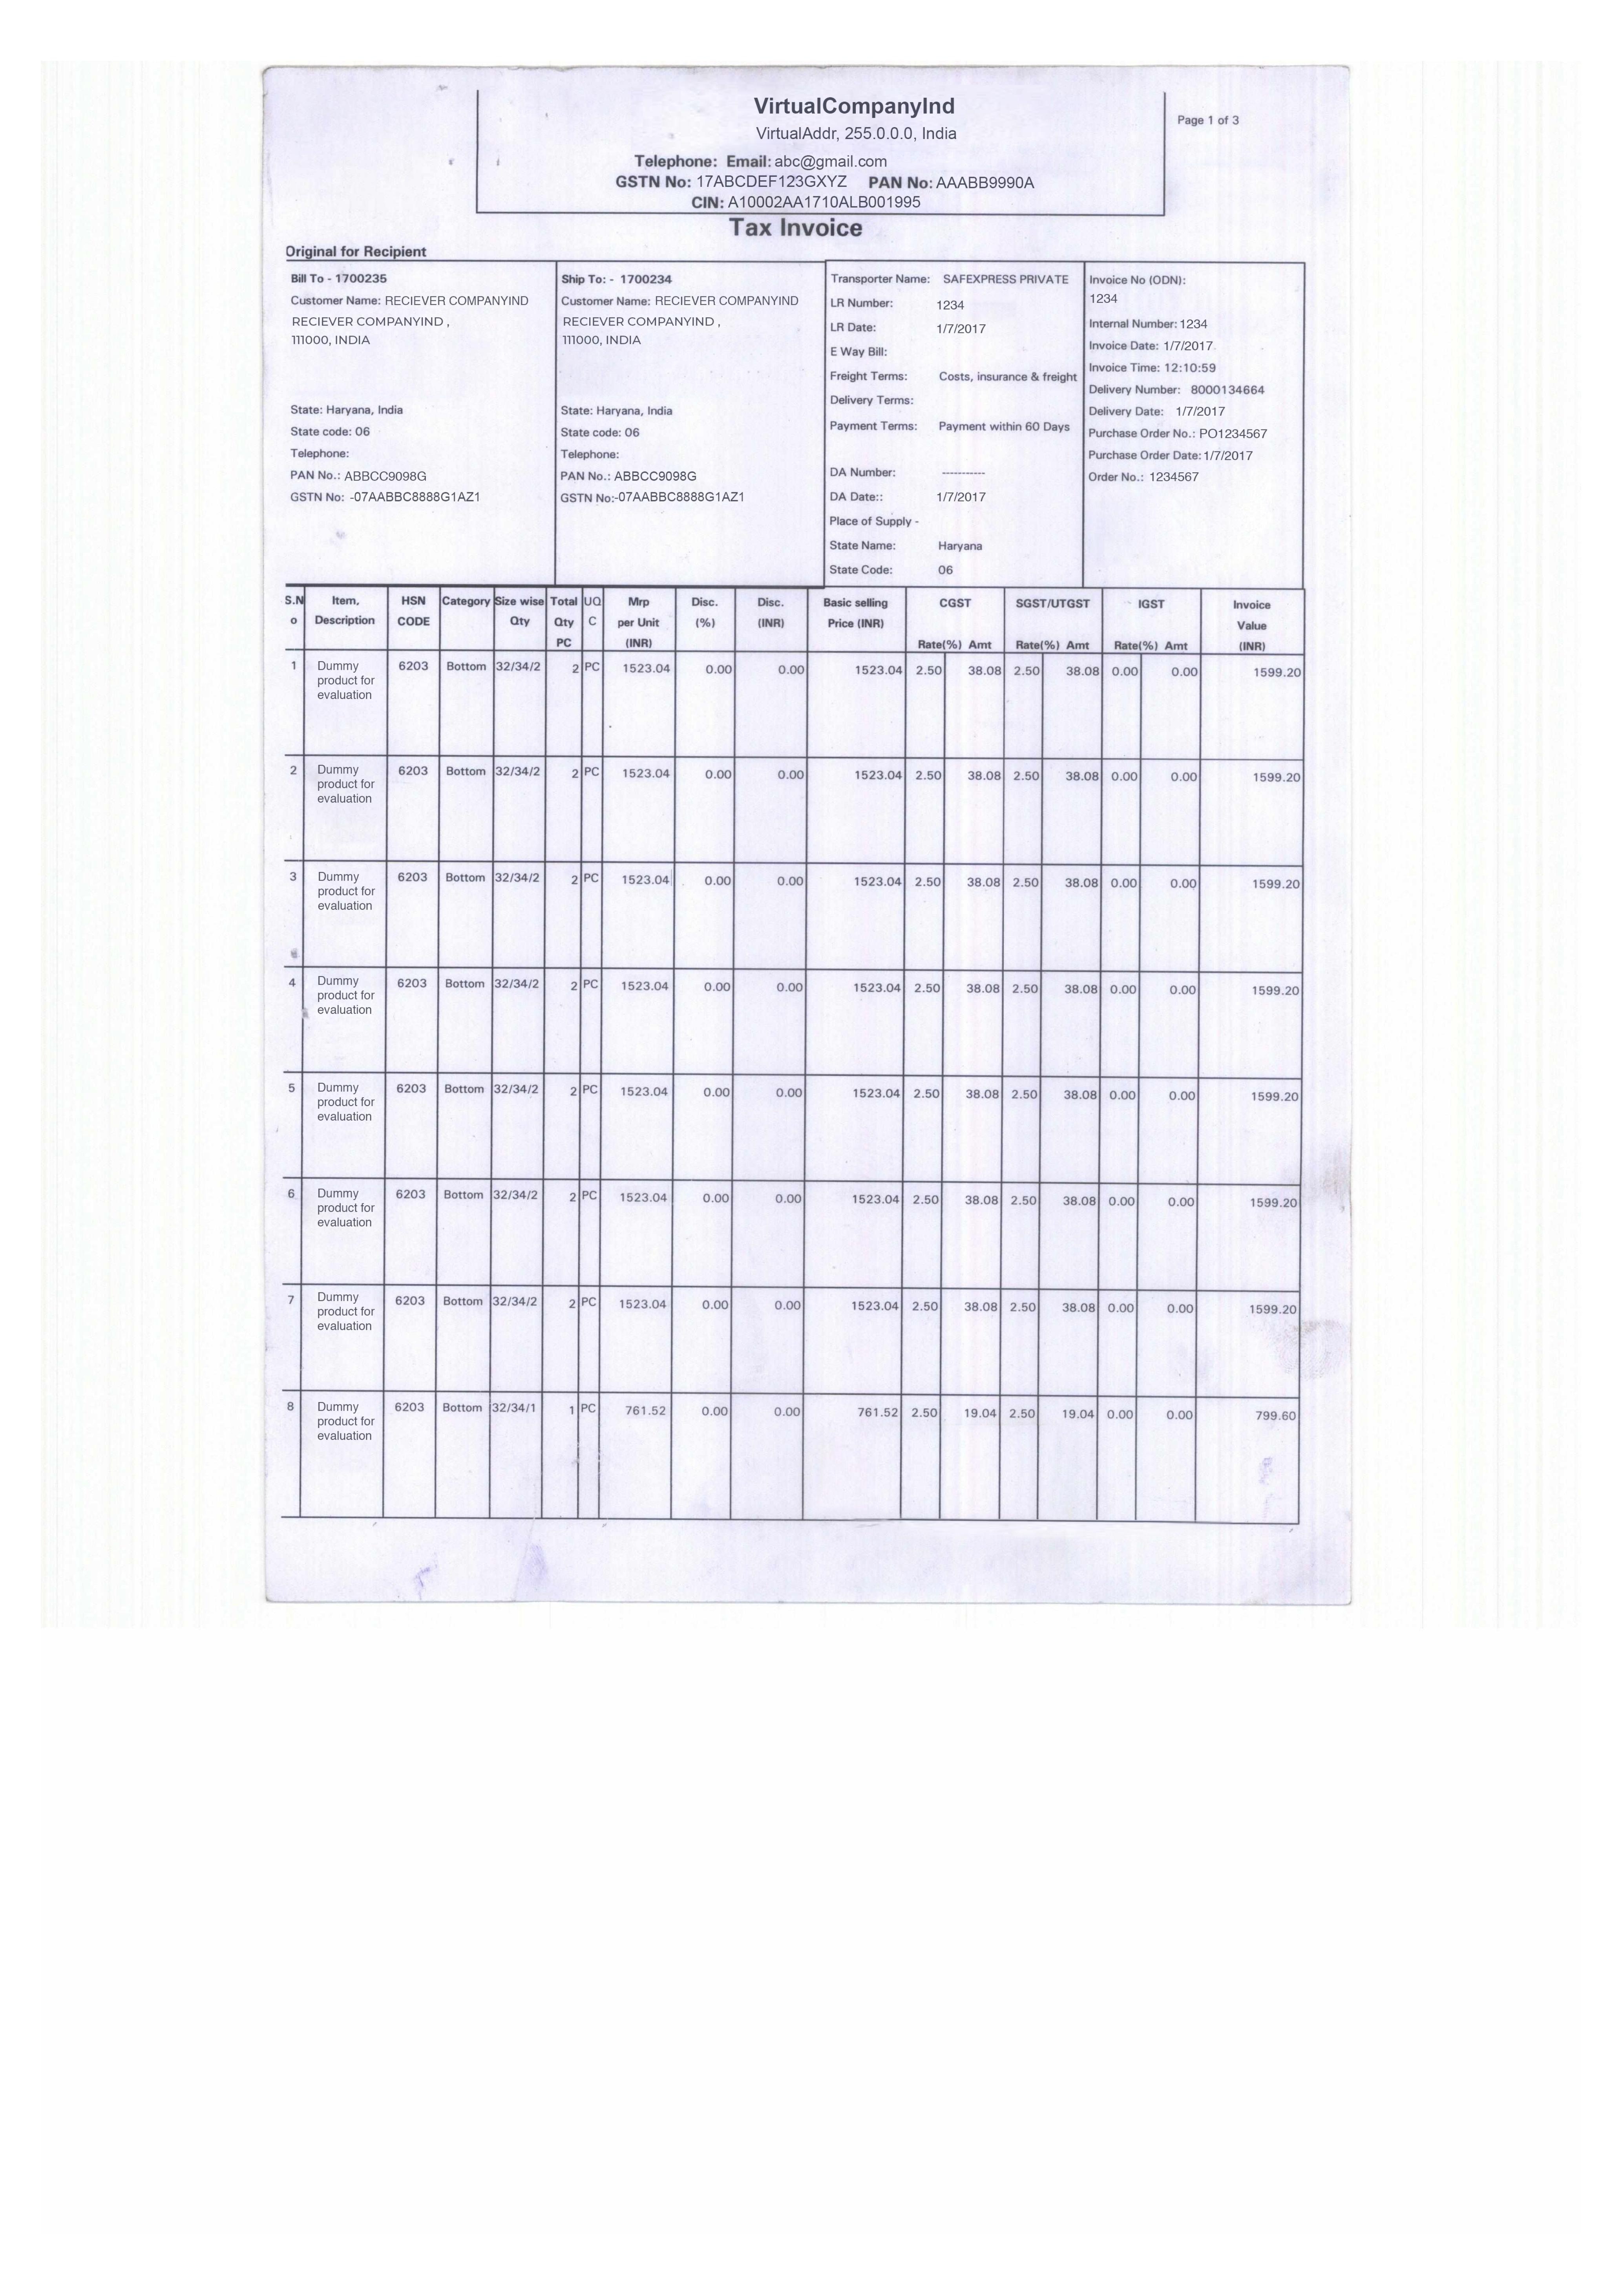 VirtualCompanyInd
VirtualAddr, 255.0.0.0, India
Telephone: Email: abc@gmail.com
GSTN No: 17ABCDEF123GXYZ PAN No: AAABB9990A
CIN: A10002AA1710ALB001995
Page 1 of 3
Tax Invoice
Original for Recipient
Bill To - 1700235
Customer Name: RECIEVER COMPANYIND
RECIEVER COMPANYIND ,
111000, INDIA
State: Haryana, India
State code: 06
Telephone:
PAN No.: ABBCC9098G
GSTN No: -07AABBC8888G1AZ1
Ship To: - 1700234
Customer Name: RECIEVER COMPANYIND
RECIEVER COMPANYIND ,
111000, INDIA
State: Haryana, India
State code: 06
Telephone:
PAN No.: ABBCC9098G
GSTN No:-07AABBC8888G1AZ1
Transporter Name: SAFEXPRESS PRIVATE
LR Number: 1234
LR Date: 1/7/2017
E Way Bill:
Freight Terms: Costs, insurance & freight
Delivery Terms:
Payment Terms: Payment within 60 Days
DA Number: -----------
DA Date:: 1/7/2017
Place of Supply -
State Name: Haryana
State Code: 06
Invoice No (ODN):
1234
Internal Number: 1234
Invoice Date: 1/7/2017
Invoice Time: 12:10:59
Delivery Number: 8000134664
Delivery Date: 1/7/2017
Purchase Order No.: PO1234567
Purchase Order Date: 1/7/2017
Order No.: 1234567
S.N Item, HSN Category Size wise Total UQ Mrp Disc. Disc. Basic selling CGST SGST/UTGST IGST Invoice
o Description CODE Qty Qty C per Unit (%) (INR) Price (INR) Value
PC (INR) Rate(%) Amt Rate(%) Amt Rate(%) Amt (INR)
1 Dummy 6203 Bottom 32/34/2 2 PC 1523.04 0.00 0.00 1523.04 2.50 38.08 2.50 38.08 0.00 0.00 1599.20
product for
evaluation
2 Dummy 6203 Bottom 32/34/2 2 PC 1523.04 0.00 0.00 1523.04 2.50 38.08 2.50 38.08 0.00 0.00 1599.20
product for
evaluation
3 Dummy 6203 Bottom 32/34/2 2 PC 1523.04 0.00 0.00 1523.04 2.50 38.08 2.50 38.08 0.00 0.00 1599.20
product for
evaluation
4 Dummy 6203 Bottom 32/34/2 2 PC 1523.04 0.00 0.00 1523.04 2.50 38.08 2.50 38.08 0.00 0.00 1599.20
product for
evaluation
5 Dummy 6203 Bottom 32/34/2 2 PC 1523.04 0.00 0.00 1523.04 2.50 38.08 2.50 38.08 0.00 0.00 1599.20
product for
evaluation
6 Dummy 6203 Bottom 32/34/2 2 PC 1523.04 0.00 0.00 1523.04 2.50 38.08 2.50 38.08 0.00 0.00 1599.20
product for
evaluation
7 Dummy 6203 Bottom 32/34/2 2 PC 1523.04 0.00 0.00 1523.04 2.50 38.08 2.50 38.08 0.00 0.00 1599.20
product for
evaluation
8 Dummy 6203 Bottom 32/34/1 1 PC 761.52 0.00 0.00 761.52 2.50 19.04 2.50 19.04 0.00 0.00 799.60
product for
evaluation